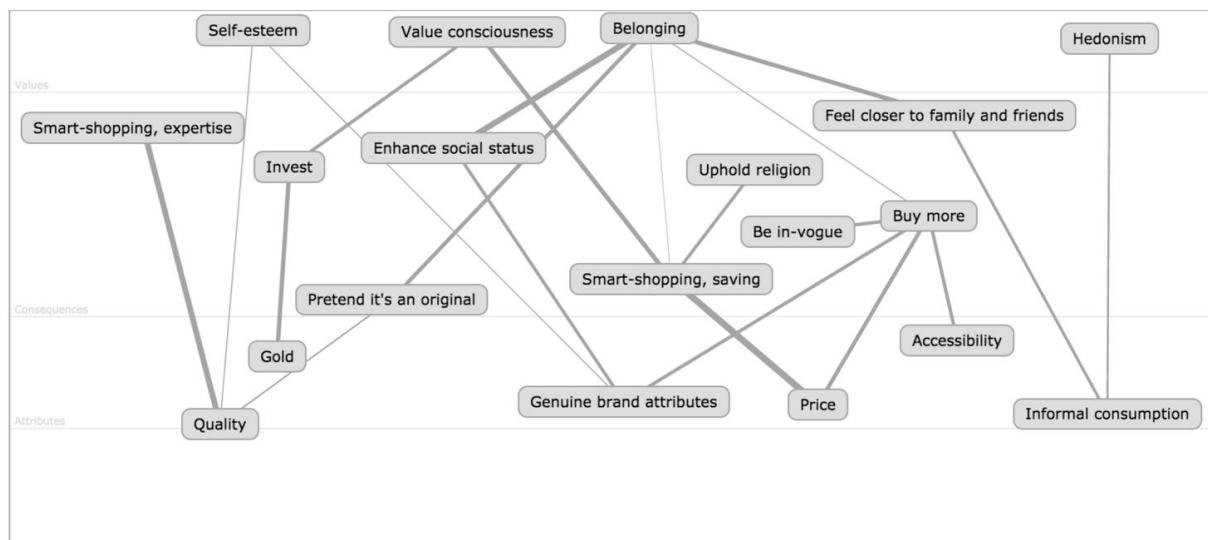 Self-esteem
Value consciousness
Belonging
Hedonism
Values
Smart-shopping, expertise
Feel closer to family and friends
Enhance social status
Invest
Uphold religion
Buy more
Be in-vogue
Smart-shopping, saving
Pretend it's an original
Consequences
Accessibility
Gold
Genuine brand attributes
Price
Informal consumption
Attributes
Quality